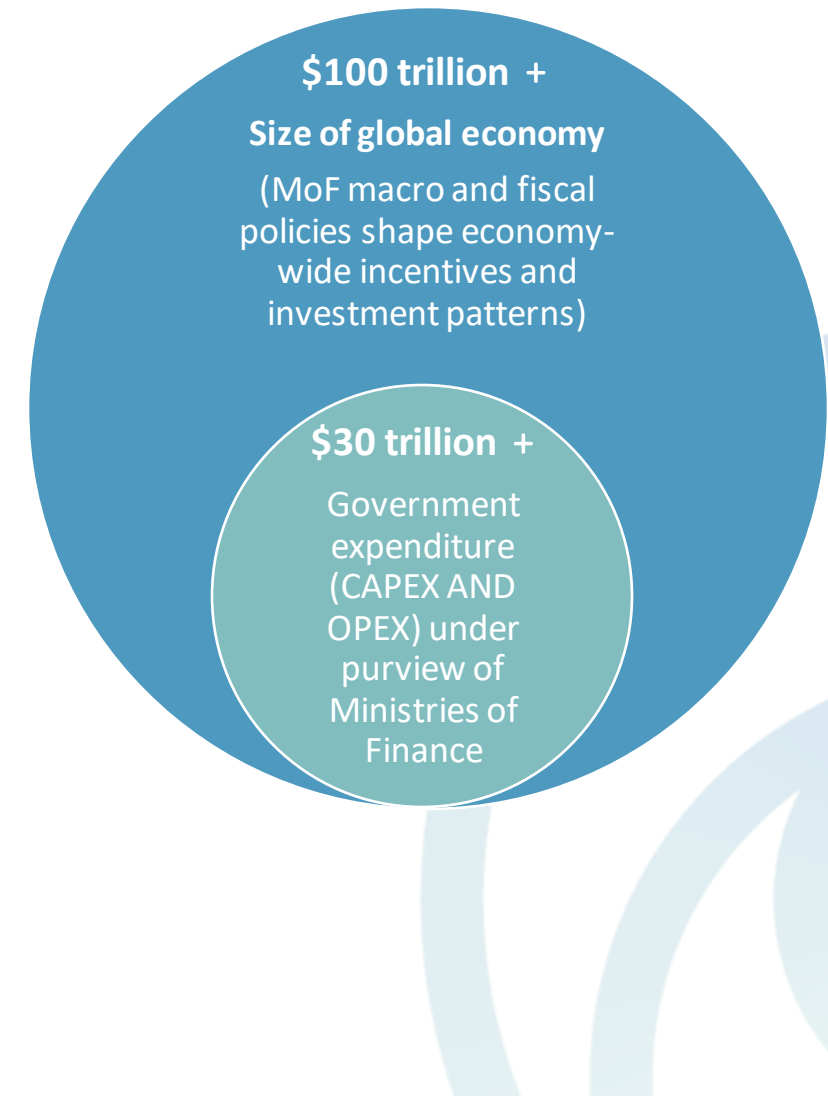 $100 trillion +
Size of global economy
(MoF macro and fiscal
policies shape economy-
wide incentives and
investment patterns)
$30 trillion +
Government
expenditure
(CAPEX AND
OPEX) under
purview of
Ministries of
Finance